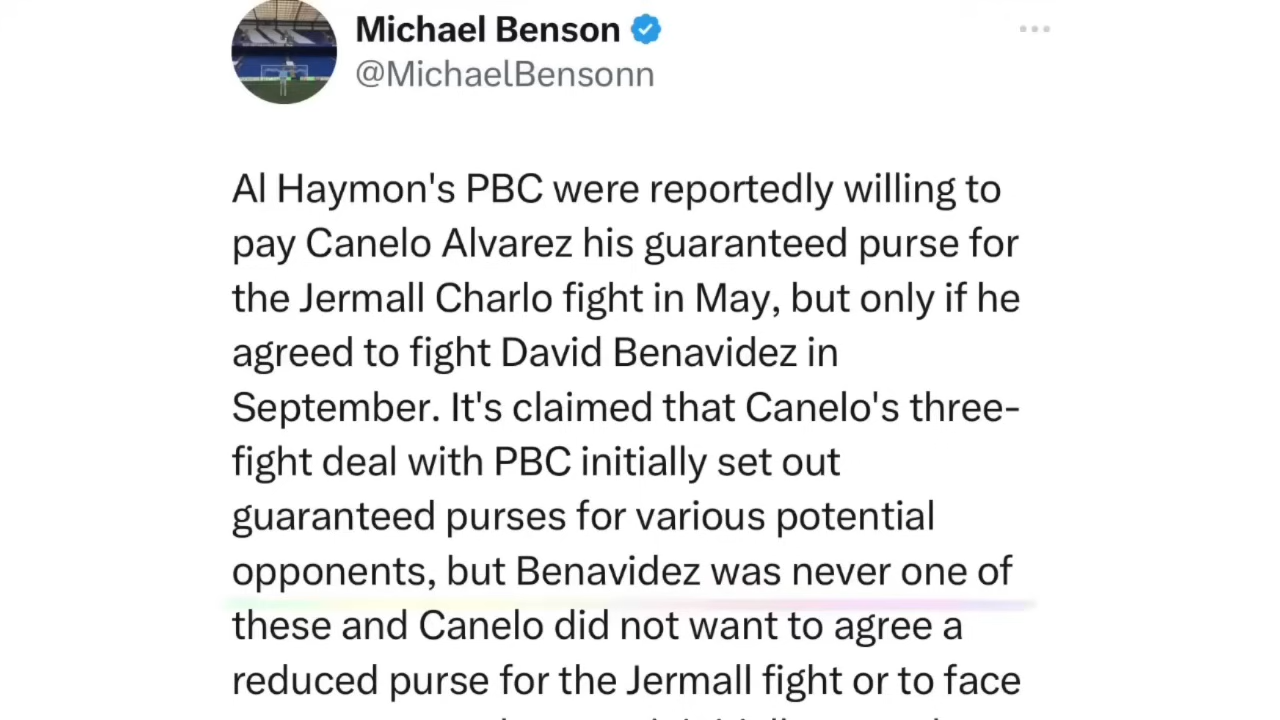 Michael Benson
@MichaelBensonn
Al Haymon's PBC were reportedly willing to
pay Canelo Alvarez his guaranteed purse for
the Jermall Charlo fight in May, but only if he
agreed to fight David Benavidez in
September. It's claimed that Canelo's three-
fight deal with PBC initially set out
guaranteed purses for various potential
opponents, but Benavidez was never one of
these and Canelo did not want to agree a
reduced purse for the Jermall fight or to face